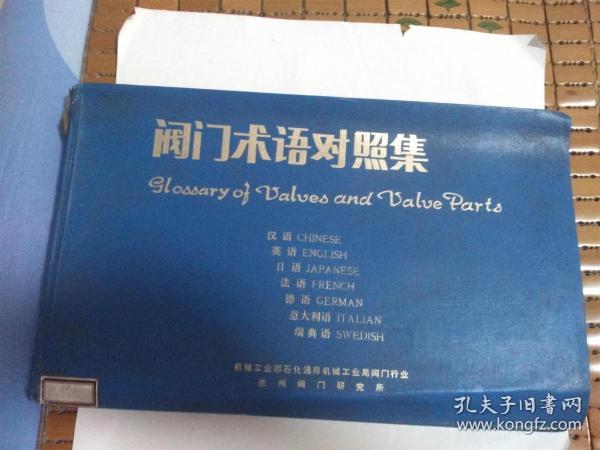 阀门术语对照集
Glossary of Valves and Valve Parts
汉语 CHINESE
英语 ENGLISH
日语 JAPANESE
法语 FRENCH
德语 GERMAN
意大利语 ITALIAN
瑞典语 SWEDISH
机械工业部石化通用机械工业局阀门行业
兰州阀门研究所
孔夫子旧书网
www.kongfz.com